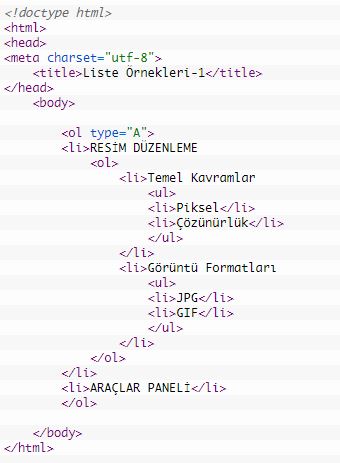 <!doctype html>
<html>
<head>
<meta charset="utf-8">
<title>Liste Örnekleri-1</title>
</head>
<body>
<ol type="A">
<li>RESİM DÜZENLEME
<ol>
<li>Temel Kavramlar
<ul>
<li>Piksel</li>
<li>Çözünürlük</li>
</ul>
</li>
<li>Görüntü Formatları
<ul>
<li>JPG</li>
<li>GIF</li>
</ul>
</li>
</ol>
</li>
<li>ARAÇLAR PANELİ</li>
</ol>
</body>
</html>